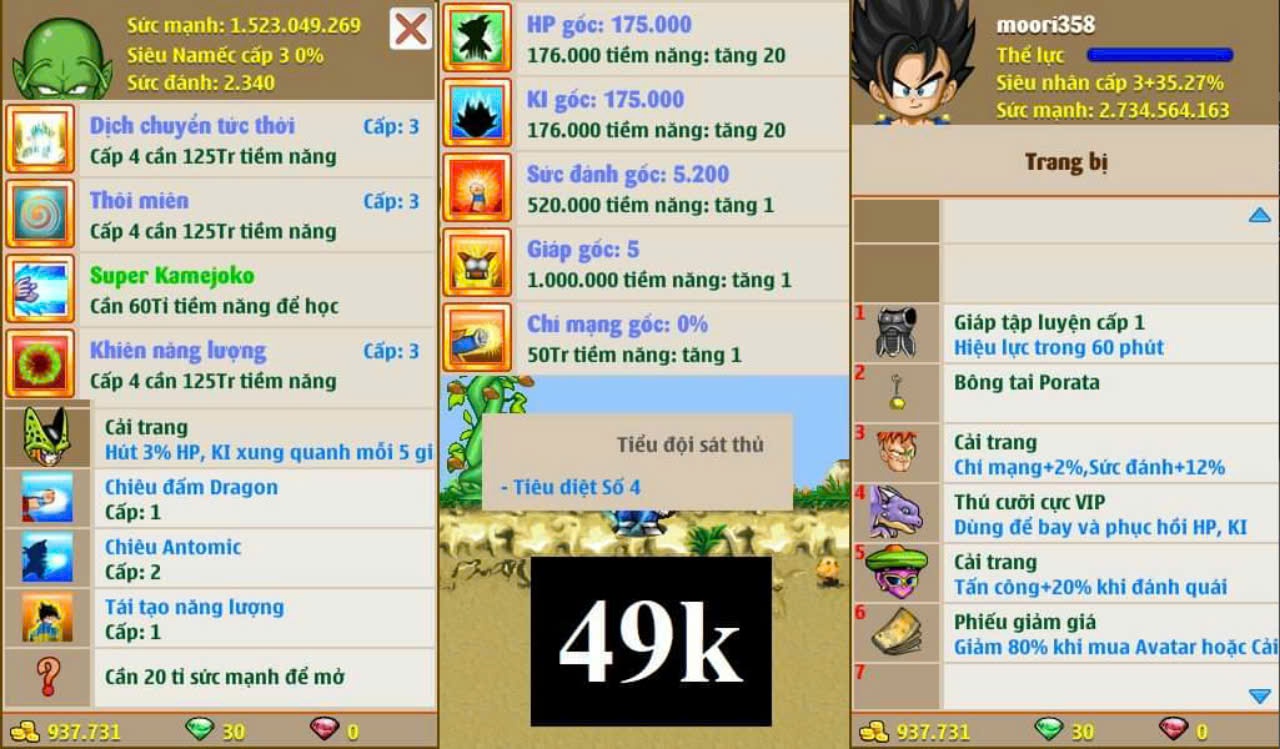 Sức mạnh: 1.523.049.269
Siêu Namếc cấp 3 0%
Sức đánh: 2.340
Dịch chuyển tức thời Cấp: 3
Cấp 4 cần 125Tr tiềm năng
Thôi miên Cấp: 3
Cấp 4 cần 125Tr tiềm năng
Super Kamejoko
Cần 60Tỉ tiềm năng để học
Khiên năng lượng Cấp: 3
Cấp 4 cần 125Tr tiềm năng
Cải trang
Hút 3% HP, KI xung quanh mỗi 5 gi
Chiêu đấm Dragon
Cấp: 1
Chiêu Antomic
Cấp: 2
Tái tạo năng lượng
Cấp: 1
Cần 20 tỉ sức mạnh để mở
937.731 30 0
HP gốc: 175.000
176.000 tiềm năng: tăng 20
KI gốc: 175.000
176.000 tiềm năng: tăng 20
Sức đánh gốc: 5.200
520.000 tiềm năng: tăng 1
Giáp gốc: 5
1.000.000 tiềm năng: tăng 1
Chí mạng gốc: 0%
50Tr tiềm năng: tăng 1
Tiểu đội sát thủ
- Tiêu diệt Số 4
49k
moori358
Thể lực
Siêu nhân cấp 3+35.27%
Sức mạnh: 2.734.564.163
Trang bị
1
Giáp tập luyện cấp 1
Hiệu lực trong 60 phút
2
Bông tai Porata
3
Cải trang
Chí mạng+2%,Sức đánh+12%
4
Thú cưỡi cực VIP
Dùng để bay và phục hồi HP, KI
5
Cải trang
Tấn công+20% khi đánh quái
6
Phiếu giảm giá
Giảm 80% khi mua Avatar hoặc Cải
7
937.731 30 0